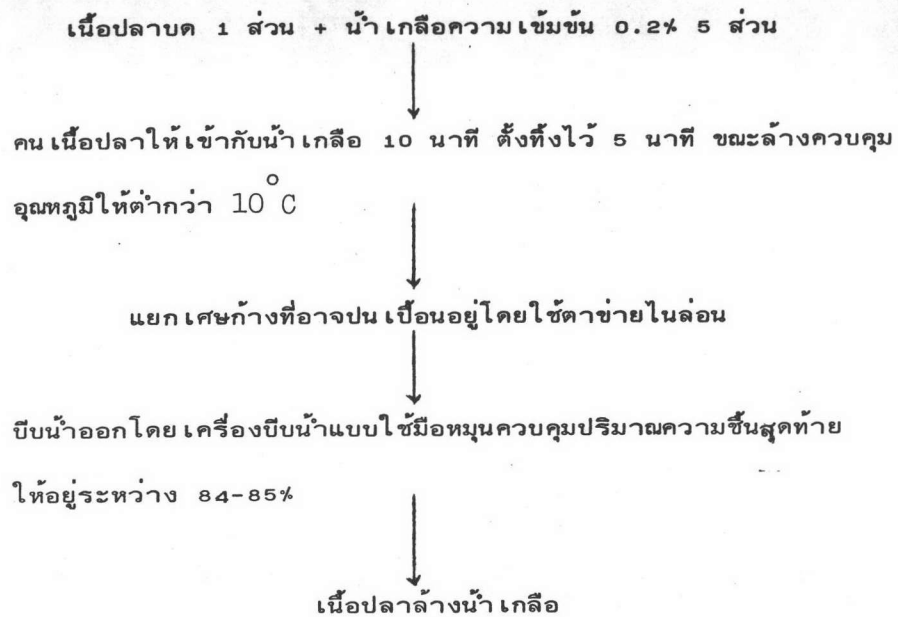 เนื้อปลาบด 1 ส่วน + น้ำเกลือความเข้มข้น 0.2% 5 ส่วน
คนเนื้อปลาให้เข้ากับน้ำเกลือ 10 นาที ตั้งทิ้งไว้ 5 นาที ขณะล้างควบคุม
อุณหภูมิให้ต่ำกว่า 10°C
แยกเศษก้างที่อาจปนเปื้อนอยู่โดยใช้ตาข่ายไนล่อน
บีบน้ำออกโดยเครื่องบีบน้ำแบบใช้มือหมุนควบคุมปริมาณความชื้นสุดท้าย
ให้อยู่ระหว่าง 84-85%
เนื้อปลาล้างน้ำเกลือ